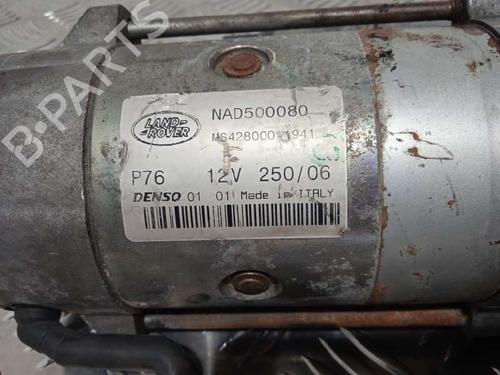 B-PARTS
LAND-
ROVER
NAD500080
MS428000-1941
P76 12V 250/06
DENSO 01 01 Made in ITALY